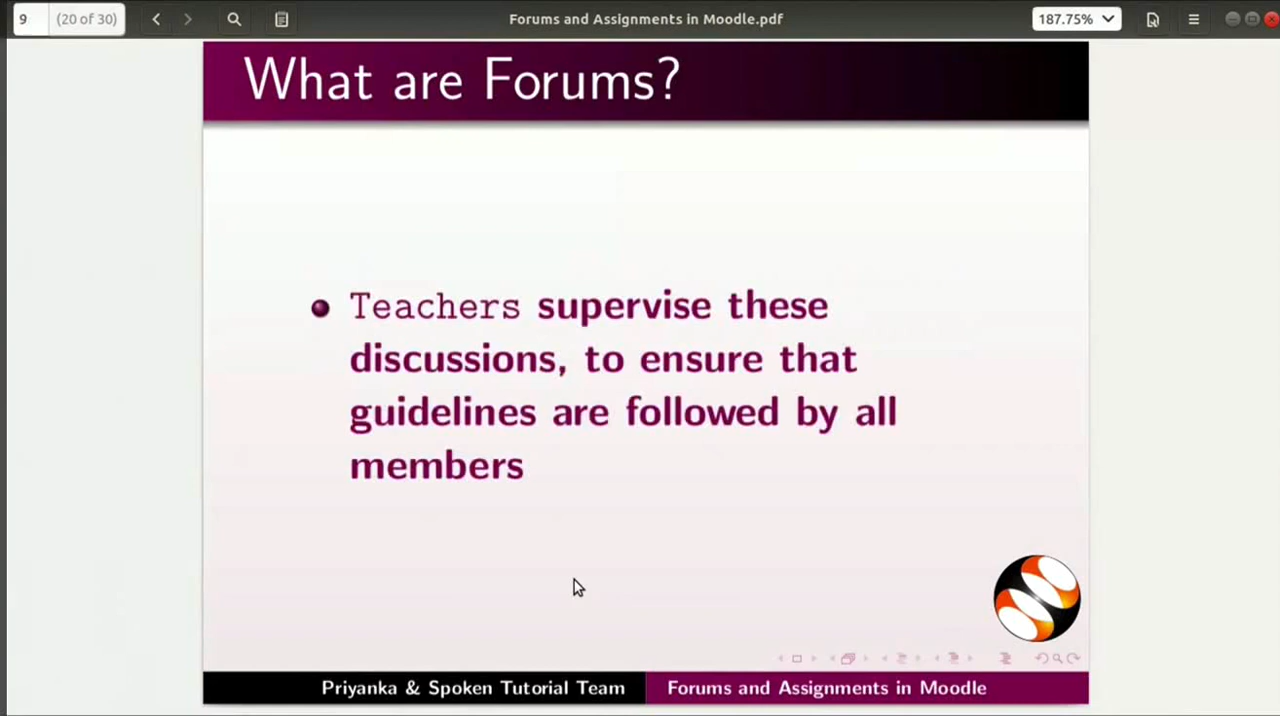 9 (20 of 30) Forums and Assignments in Moodle.pdf 187.75%
What are Forums?
Teachers supervise these
discussions, to ensure that
guidelines are followed by all
members
Priyanka & Spoken Tutorial Team Forums and Assignments in Moodle